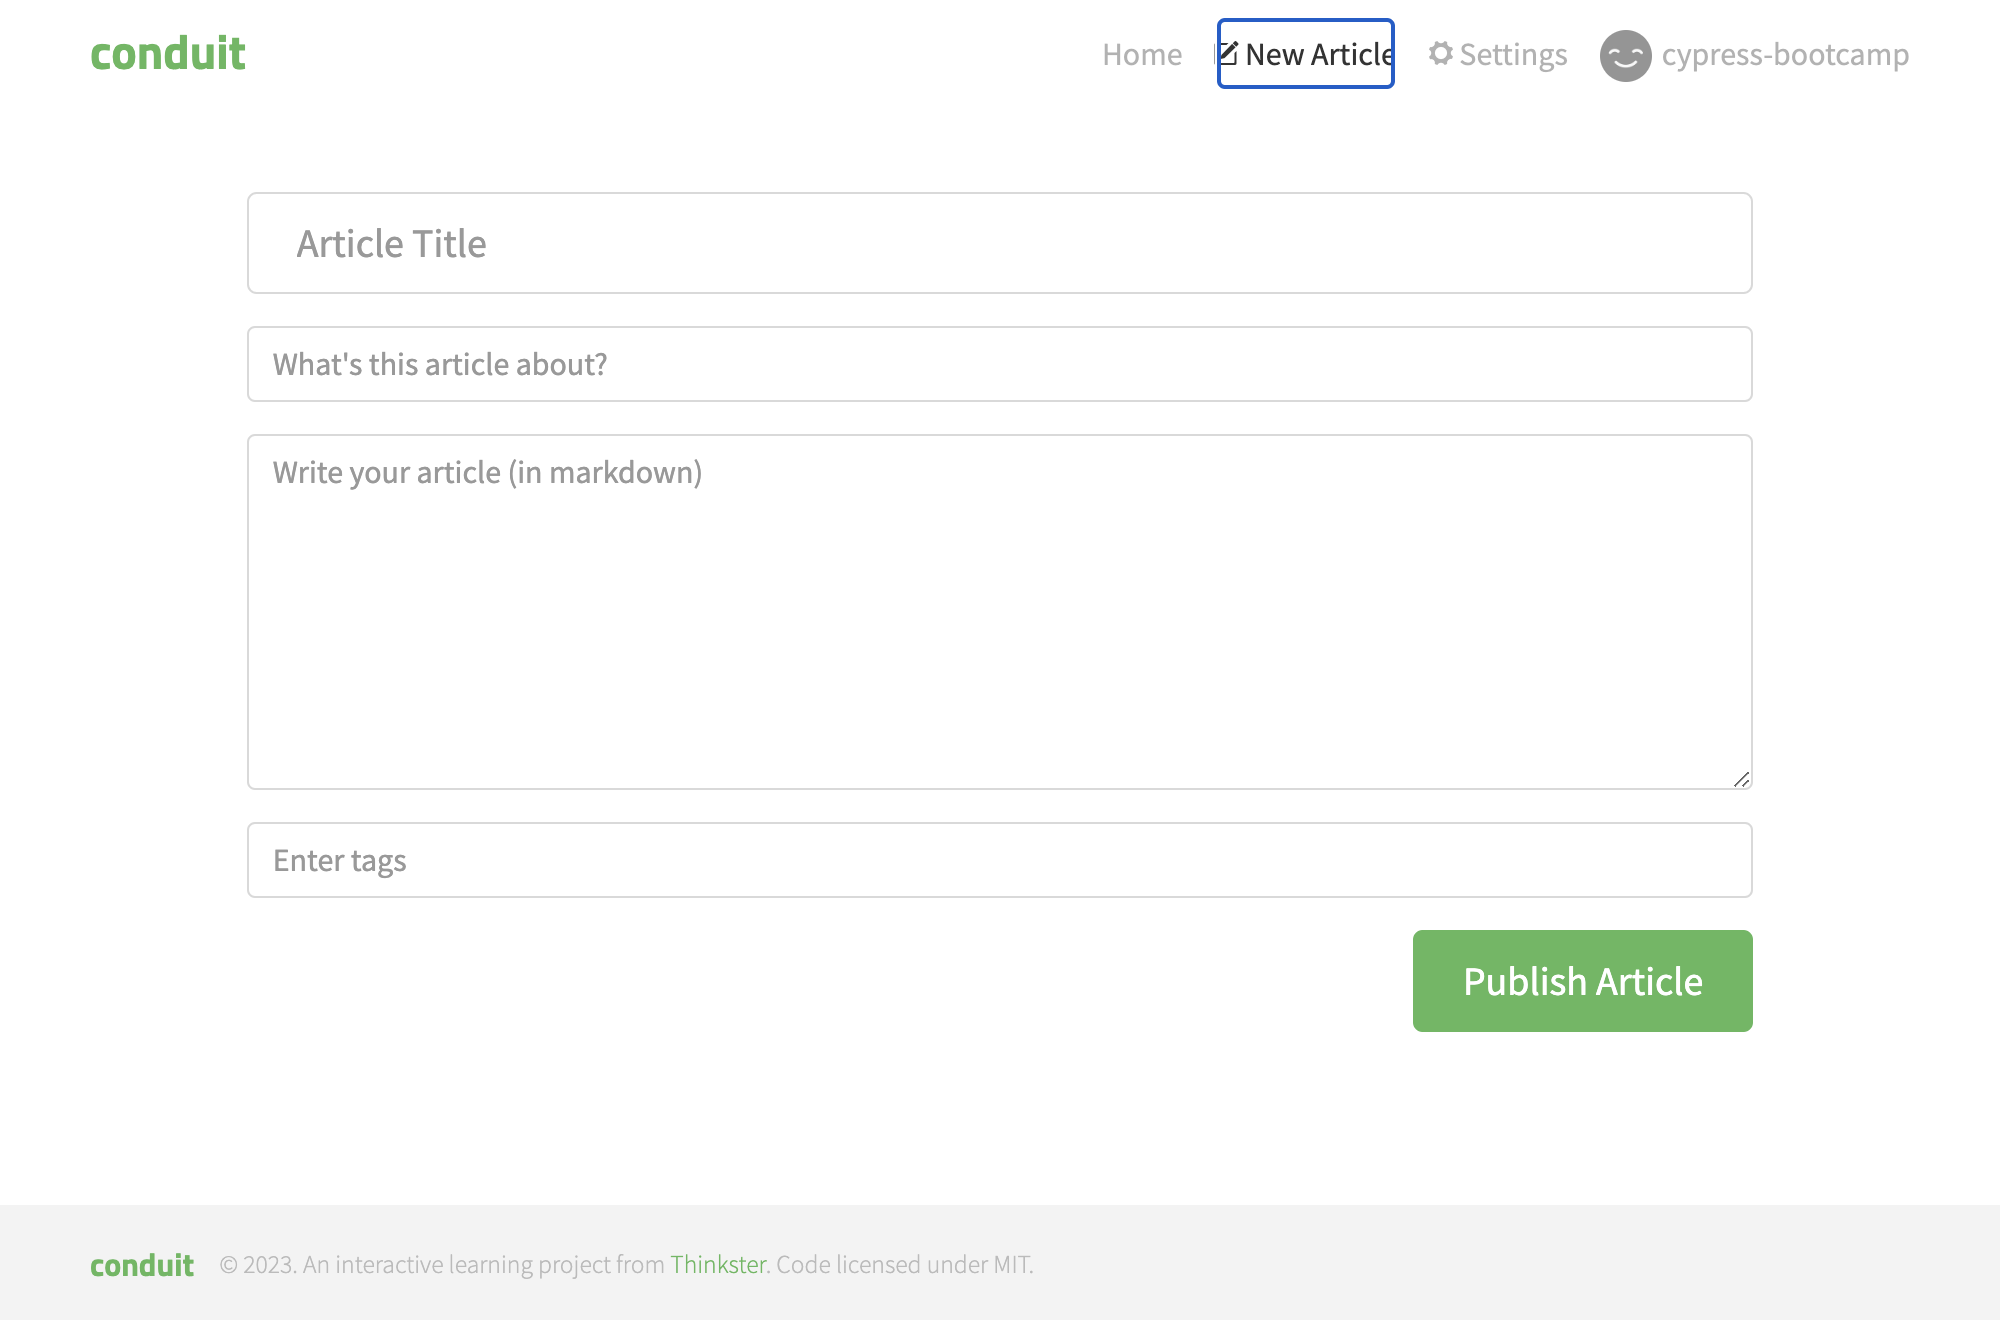 conduit
Home New Article Settings cypress-bootcamp
Article Title
What's this article about?
Write your article (in markdown)
Enter tags
Publish Article
conduit © 2023. An interactive learning project from Thinkster. Code licensed under MIT.